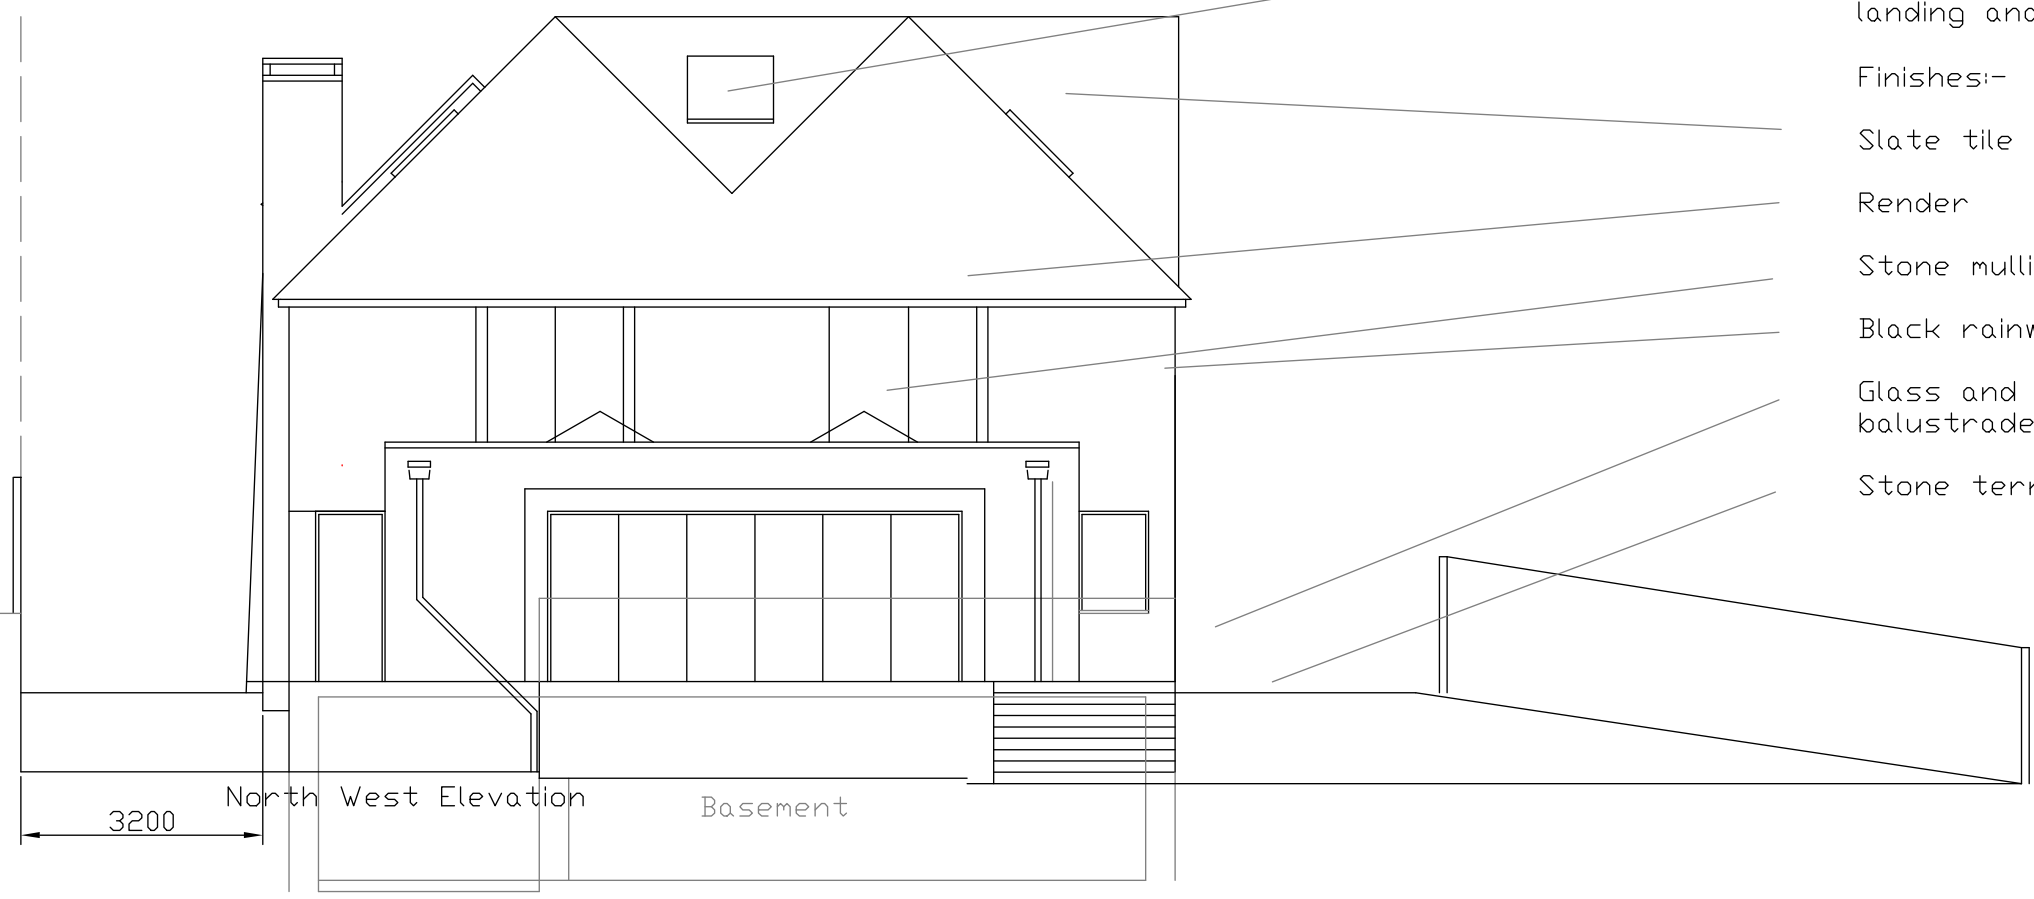 landing and
Finishes:-
Slate tile
Render
Stone mulli
Black rainw
Glass and
balustrade
Stone terr
North West Elevation
Basement
3200